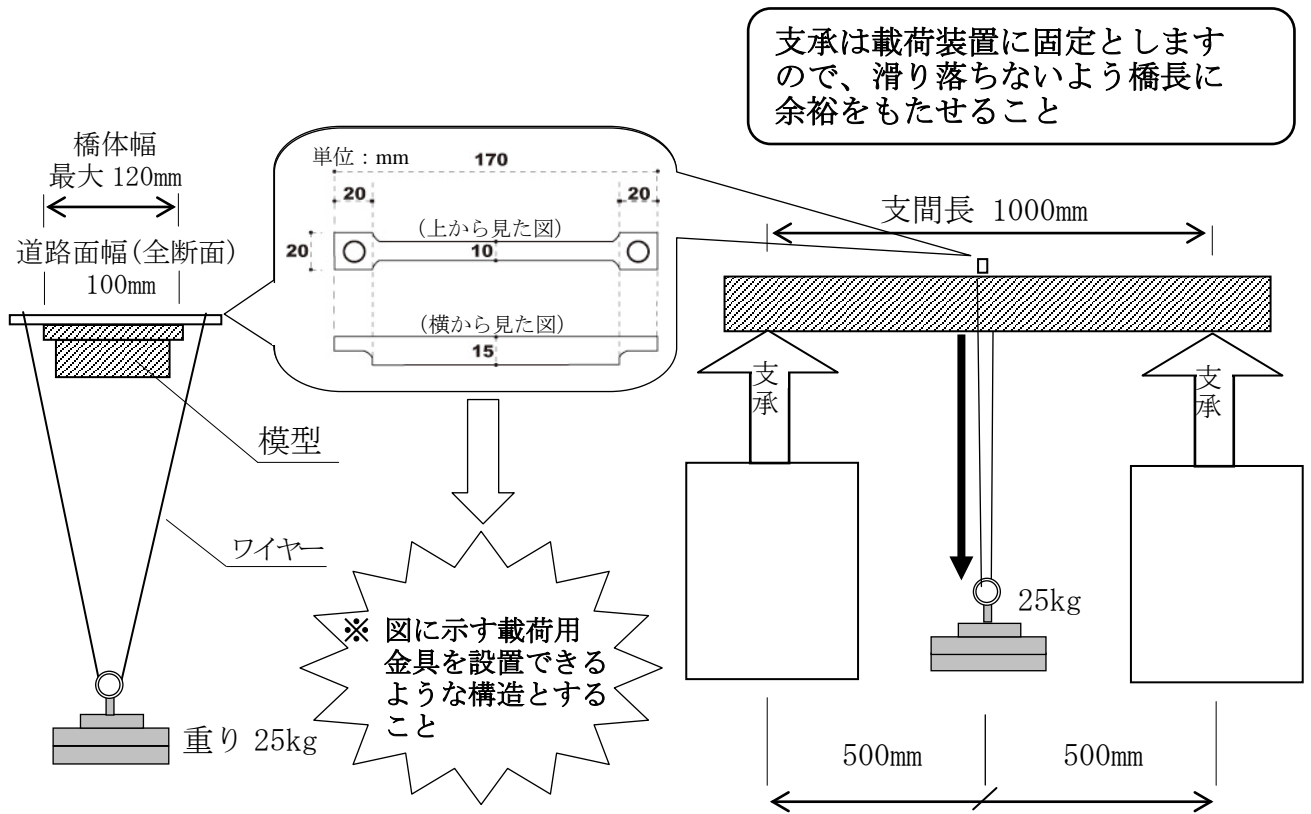 支承は載荷装置に固定とします
ので、滑り落ちないよう橋長に
余裕をもたせること
橋体幅
最大 120mm
道路面幅(全断面)
100mm
単位：mm
170
20
20
(上から見た図)
20
10
(横から見た図)
15
支間長 1000mm
支承
支承
模型
ワイヤー
※ 図に示す載荷用
金具を設置できる
ような構造とする
こと
25kg
重り 25kg
500mm
500mm